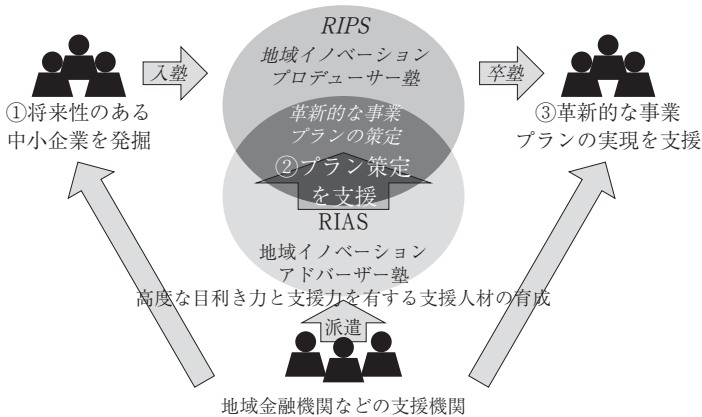 RIPS
地域イノベーション
プロデューサー塾
入塾
卒塾
①将来性のある
中小企業を発掘
革新的な事業
プランの策定
②プラン策定
を支援
③革新的な事業
プランの実現を支援
RIAS
地域イノベーション
アドバーザー塾
高度な目利き力と支援力を有する支援人材の育成
派遣
地域金融機関などの支援機関